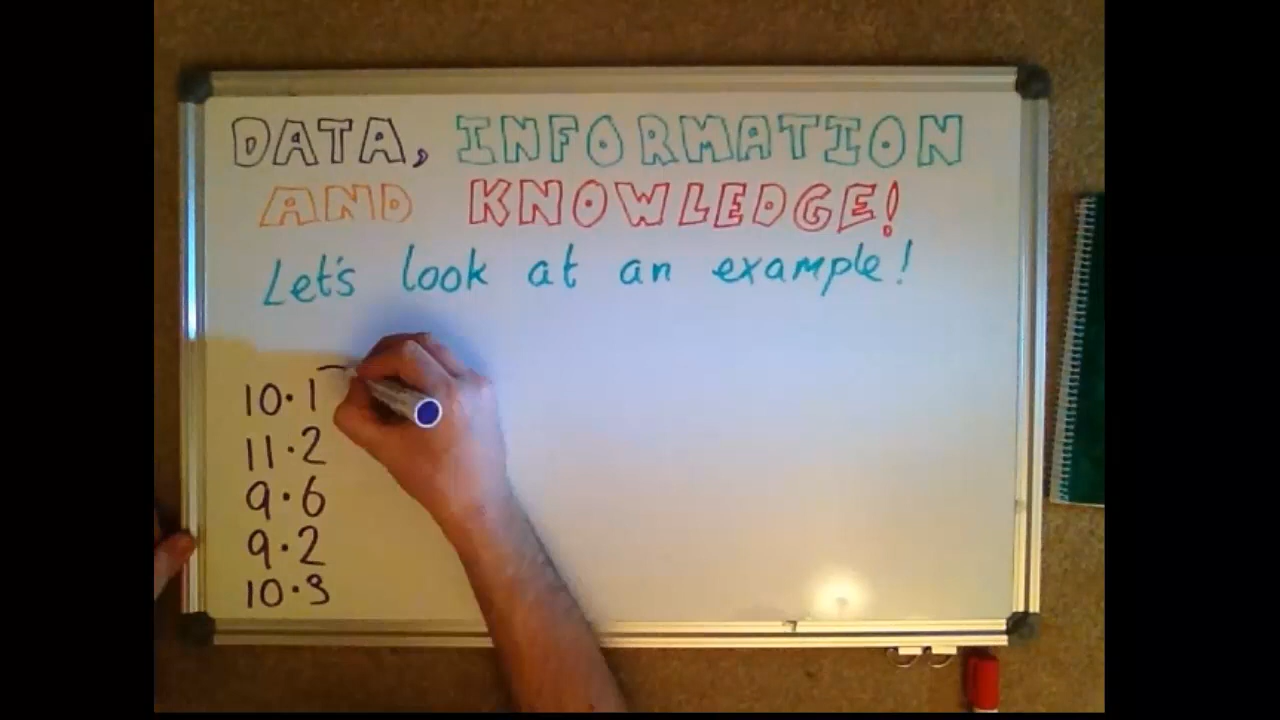 DATA, INFORMATION
AND KNOWLEDGE!
Let's look at an example!
10·1
11·2
9·6
9·2
10·3